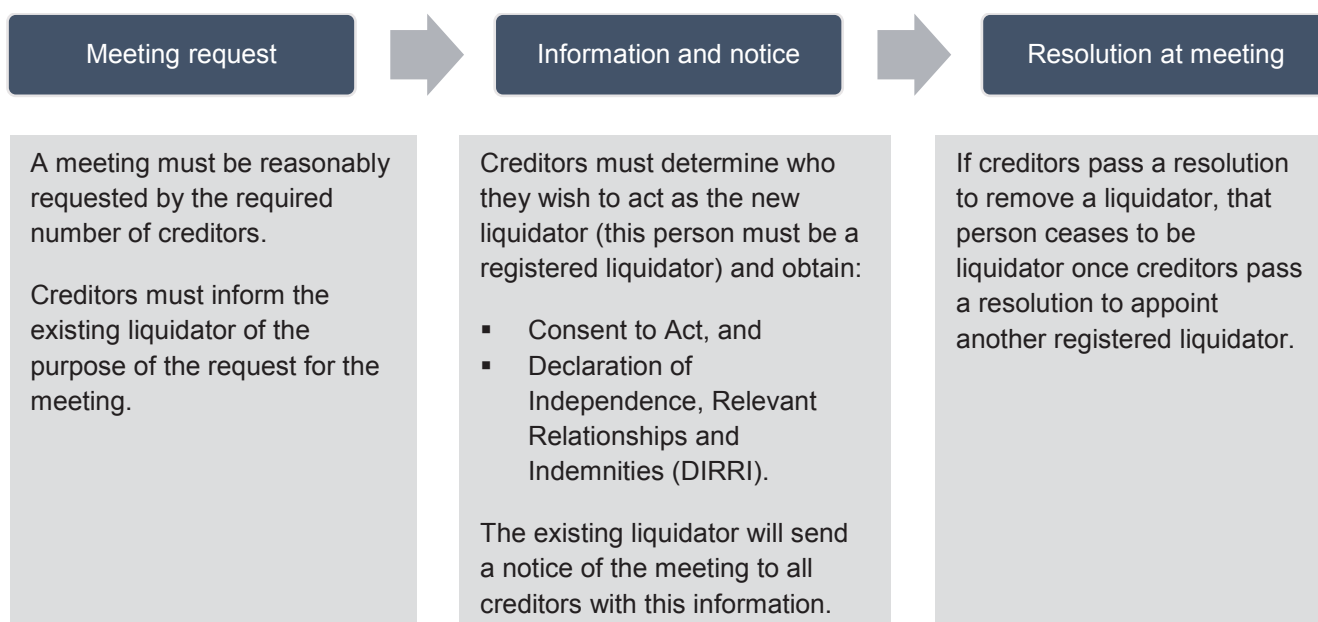 Meeting request
Information and notice
Resolution at meeting
A meeting must be reasonably
requested by the required
number of creditors.
Creditors must inform the
existing liquidator of the
purpose of the request for the
meeting.
Creditors must determine who
they wish to act as the new
liquidator (this person must be a
registered liquidator) and obtain:
▪ Consent to Act, and
▪ Declaration of
Independence, Relevant
Relationships and
Indemnities (DIRRI).
The existing liquidator will send
a notice of the meeting to all
creditors with this information.
If creditors pass a resolution
to remove a liquidator, that
person ceases to be
liquidator once creditors pass
a resolution to appoint
another registered liquidator.